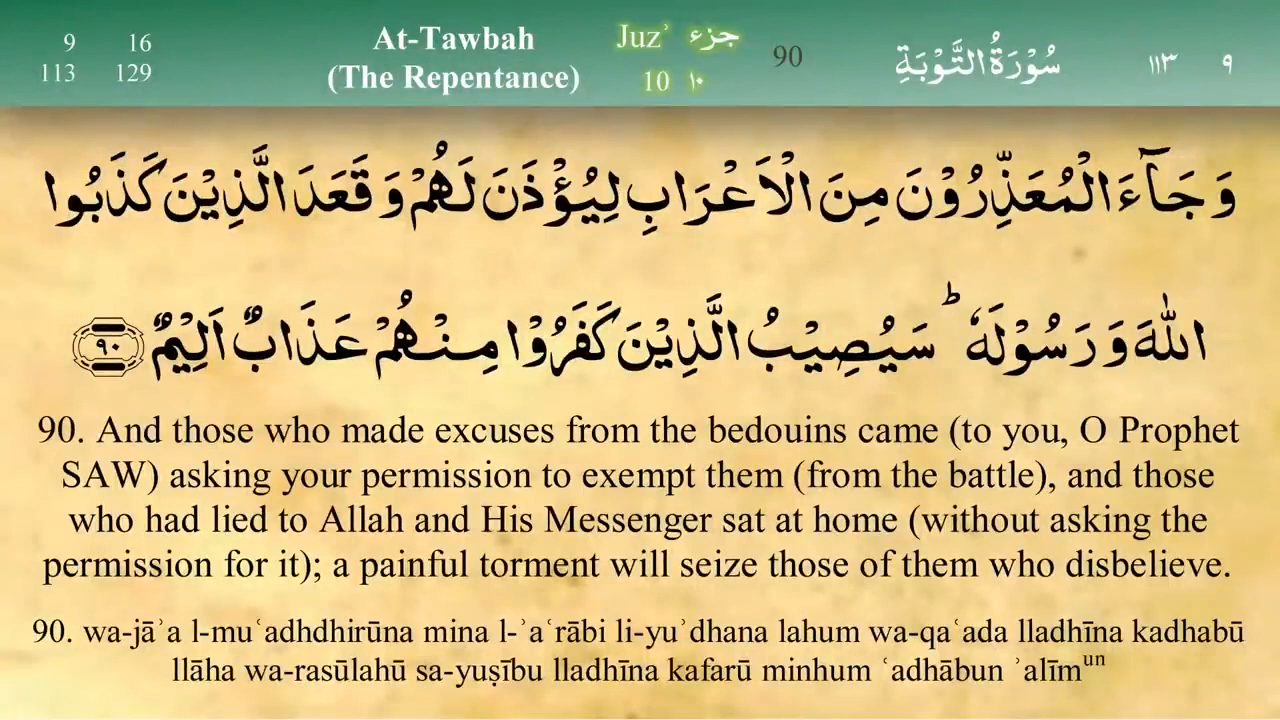 9 16
113 129
At-Tawbah
(The Repentance)
Juzʾ جزء
10 ١٠
90
سُوْرَةُ التَّوْبَةِ
١١٣ ٩
وَ جَآءَ الْمُعَذِّرُوْنَ مِنَ الْاَعْرَابِ لِيُؤْذَنَ لَهُمْ وَ قَعَدَ الَّذِيْنَ كَذَبُوا
اللّٰهَ وَ رَسُوْلَهٗ ؕ سَيُصِيْبُ الَّذِيْنَ كَفَرُوْا مِنْهُمْ عَذَابٌ اَلِيْمٌ ٩٠
90. And those who made excuses from the bedouins came (to you, O Prophet
SAW) asking your permission to exempt them (from the battle), and those
who had lied to Allah and His Messenger sat at home (without asking the
permission for it); a painful torment will seize those of them who disbelieve.
90. wa-jāʾa l-muʿadhdhirūna mina l-ʾaʿrābi li-yuʾdhana lahum wa-qaʿada lladhīna kadhabū
llāha wa-rasūlahū sa-yuṣību lladhīna kafarū minhum ʿadhābun ʾalīmᵘⁿ